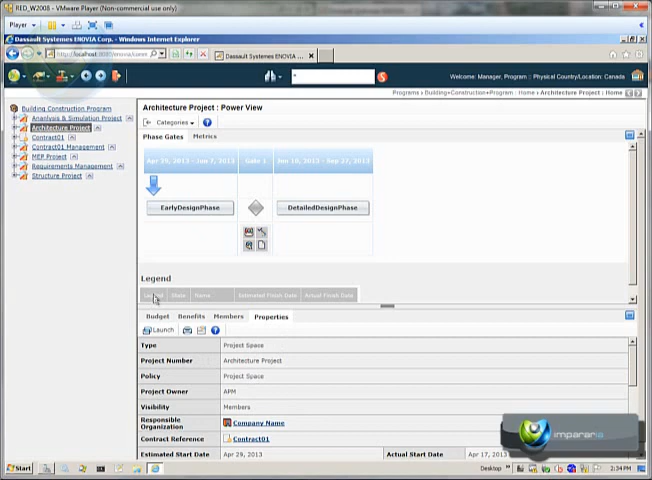 RED_W2008 - VMware Player (Non-commercial use only)
Player
Dassault Systemes ENOVIA Corp. - Windows Internet Explorer
Dassault Systemes ENOVIA ...
*
Welcome: Manager, Program :: Physical Country/Location: Canada
Programs › Building+Construction+Program : Home › Architecture Project : Home
Building Construction Program
Analysis & Simulation Project
Architecture Project
Contract01
Contract01 Management
MEP Project
Requirements Management
Structure Project
Architecture Project : Power View
Categories
Phase Gates Metrics
Apr 29, 2013 - Jun 7, 2013 Gate 1 Jun 10, 2013 - Sep 27, 2013
EarlyDesignPhase DetailedDesignPhase
Legend
State Name Estimated Finish Date Actual Finish Date
Budget Benefits Members Properties
Launch
Type Project Space
Project Number Architecture Project
Policy Project Space
Project Owner APM
Visibility Members
Responsible Organization Company Name
Contract Reference Contract01
Estimated Start Date Apr 29, 2013 Actual Start Date Apr 17, 2013
impararia
Start
Desktop
2:34 PM